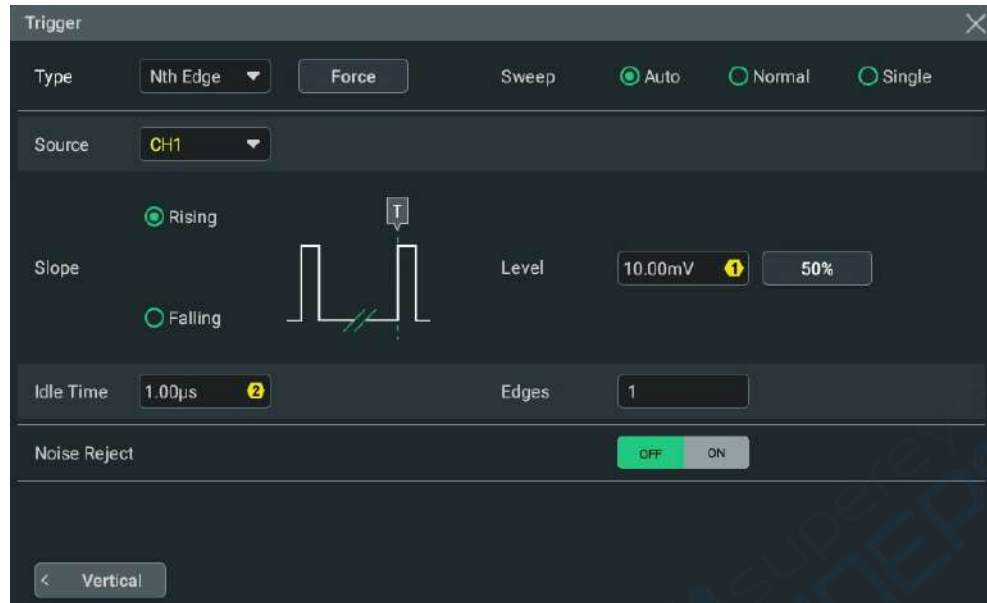 Trigger
Type Nth Edge Force Sweep Auto Normal Single
Source CH1
Rising
T
Slope
Level 10.00mV 1 50%
Falling
Idle Time 1.00µs 2 Edges 1
Noise Reject OFF ON
< Vertical